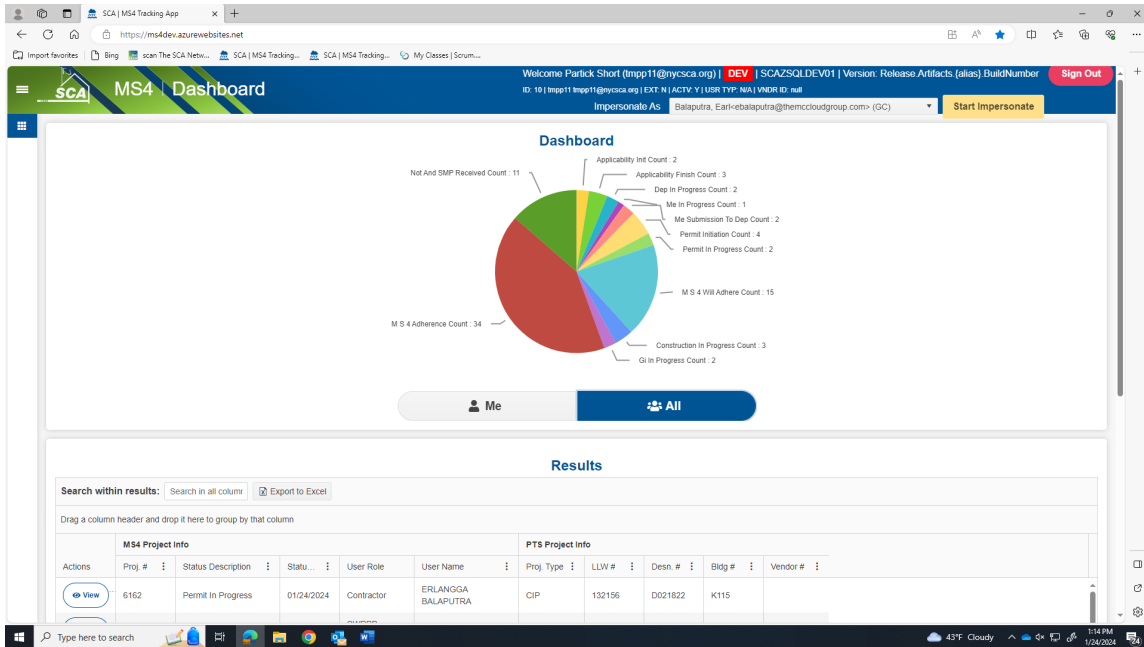 SCA | MS4 Tracking App
https://ms4dev.azurewebsites.net
Import favorites Bing scan The SCA Netw... SCA | MS4 Tracking... SCA | MS4 Tracking... My Classes | Scrum...
SCA MS4 | Dashboard
Welcome Partick Short (tmpp11@nycsca.org) | DEV | SCAZSQLDEV01 | Version: Release.Artifacts.{alias}.BuildNumber
ID: 10 | tmpp11 tmpp11@nycsca.org | EXT: N | ACTV: Y | USR TYP: N/A | VNDR ID: null
Sign Out
Impersonate As Balaputra, Earl<ebalaputra@themccloudgroup.com> (GC) Start Impersonate
Dashboard
Applicability Init Count : 2
Not And SMP Received Count : 11
Applicability Finish Count : 3
Dep In Progress Count : 2
Me In Progress Count : 1
Me Submission To Dep Count : 2
Permit Initiation Count : 4
Permit In Progress Count : 2
M S 4 Will Adhere Count : 15
M S 4 Adherence Count : 34
Construction In Progress Count : 3
Gi In Progress Count : 2
Me All
Results
Search within results: Search in all column Export to Excel
Drag a column header and drop it here to group by that column
MS4 Project Info PTS Project Info
Actions Proj. # Status Description Statu... User Role User Name Proj. Type LLW # Desn. # Bldg # Vendor #
View 6162 Permit In Progress 01/24/2024 Contractor ERLANGGA BALAPUTRA CIP 132156 D021822 K115
Type here to search
43°F Cloudy
1:14 PM
1/24/2024
24